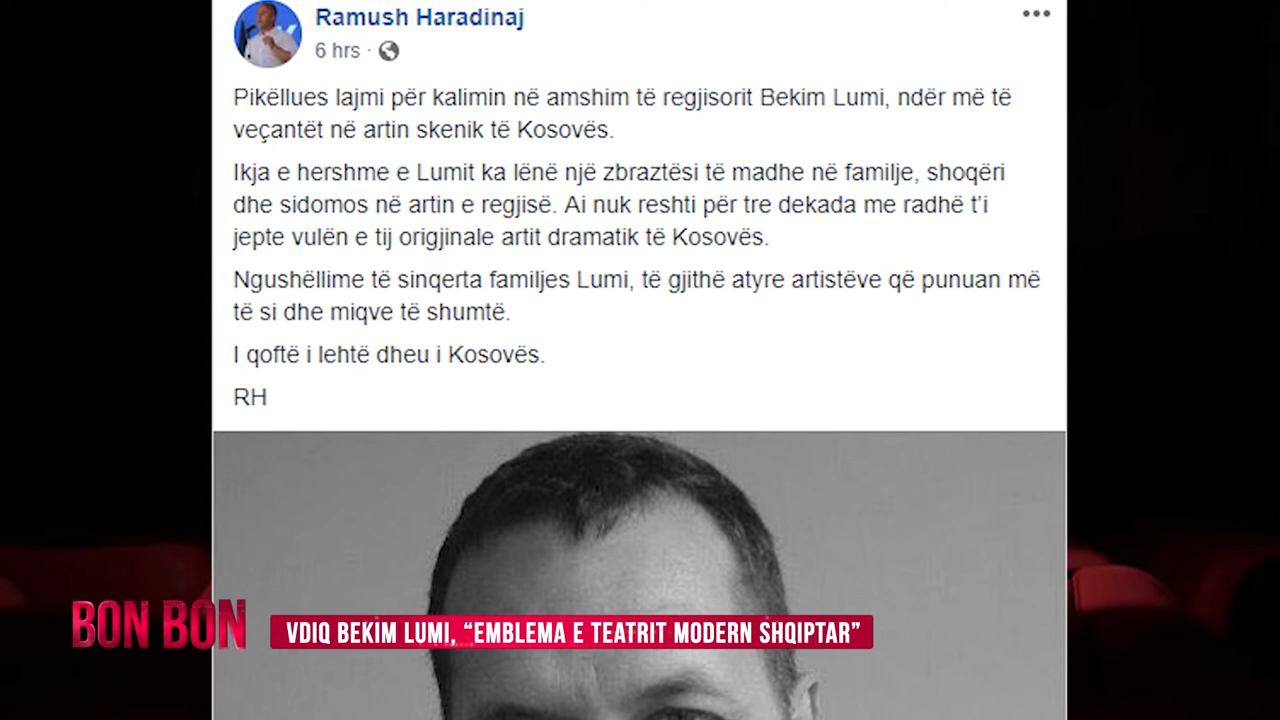 Ramush Haradinaj
6 hrs ·
Pikëllues lajmi për kalimin në amshim të regjisorit Bekim Lumi, ndër më të
veçantët në artin skenik të Kosovës.
Ikja e hershme e Lumit ka lënë një zbraztësi të madhe në familje, shoqëri
dhe sidomos në artin e regjisë. Ai nuk reshti për tre dekada me radhë t’i
jepte vulën e tij origjinale artit dramatik të Kosovës.
Ngushëllime të sinqerta familjes Lumi, të gjithë atyre artistëve që punuan më
të si dhe miqve të shumtë.
I qoftë i lehtë dheu i Kosovës.
RH
BON BON
VDIQ BEKIM LUMI, “EMBLEMA E TEATRIT MODERN SHQIPTAR”